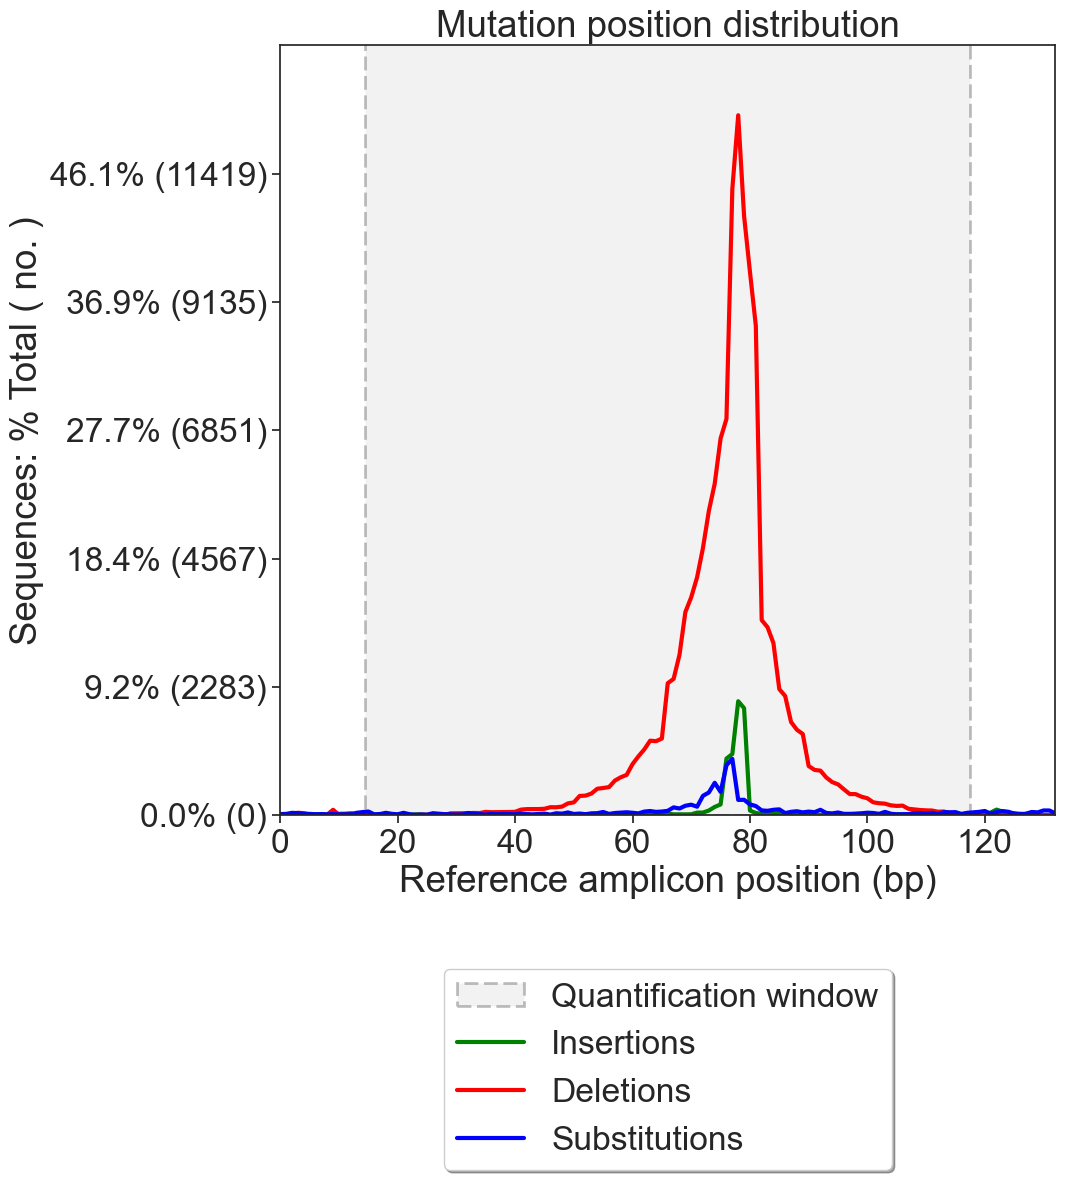 Mutation position distribution
Sequences: % Total ( no. )
46.1% (11419)
36.9% (9135)
27.7% (6851)
18.4% (4567)
9.2% (2283)
0.0% (0)
0 20 40 60 80 100 120
Reference amplicon position (bp)
Quantification window
Insertions
Deletions
Substitutions